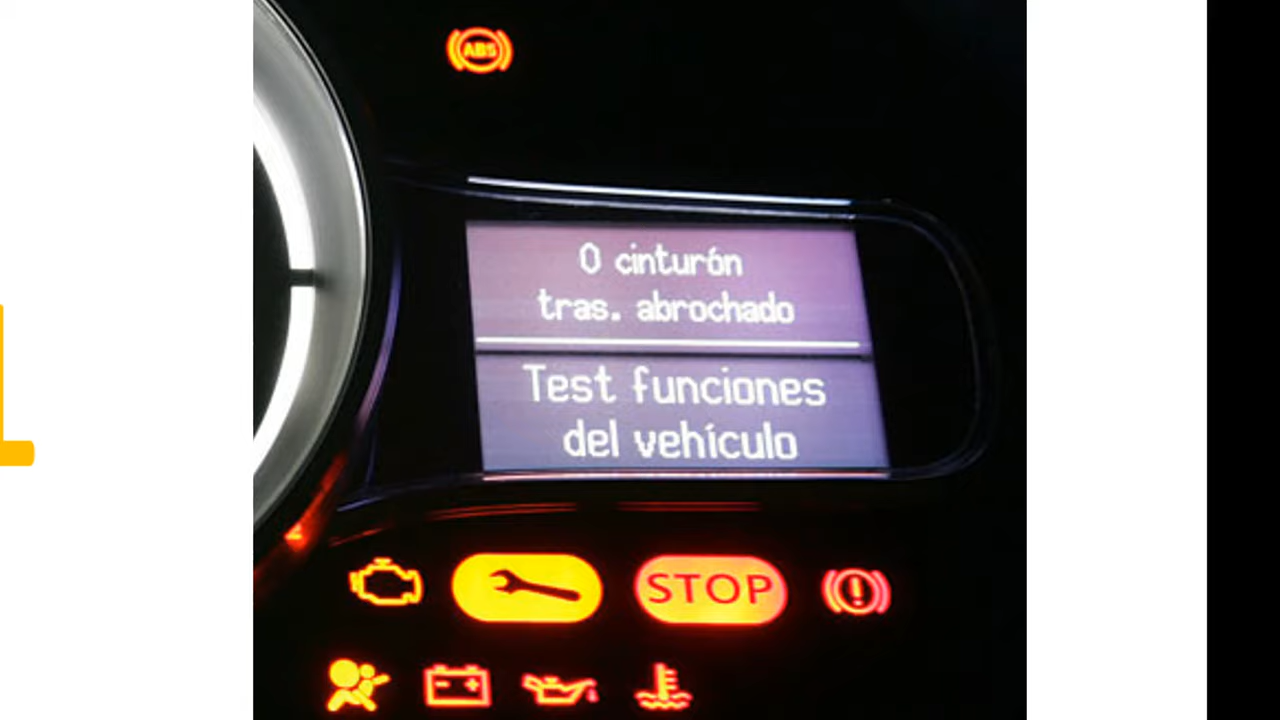 ABS
0 cinturón
tras. abrochado
Test funciones
del vehículo
STOP